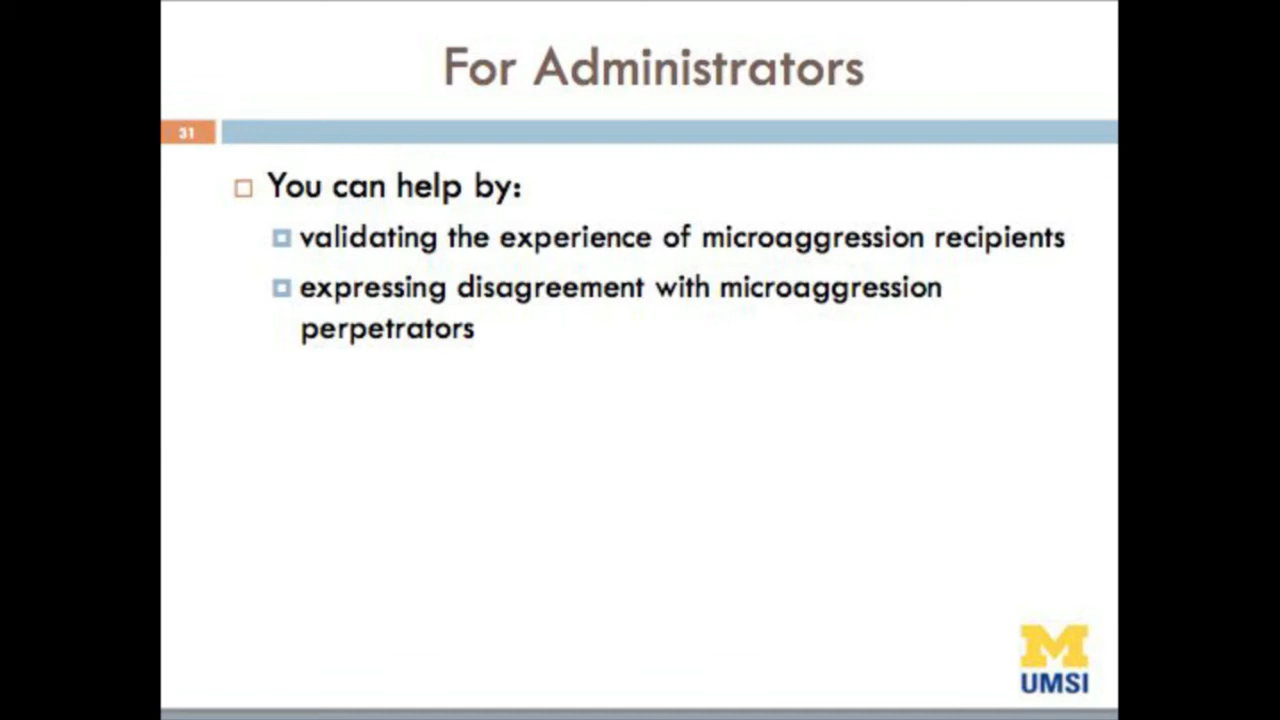 For Administrators
31
You can help by:
validating the experience of microaggression recipients
expressing disagreement with microaggression
perpetrators
M
UMSI